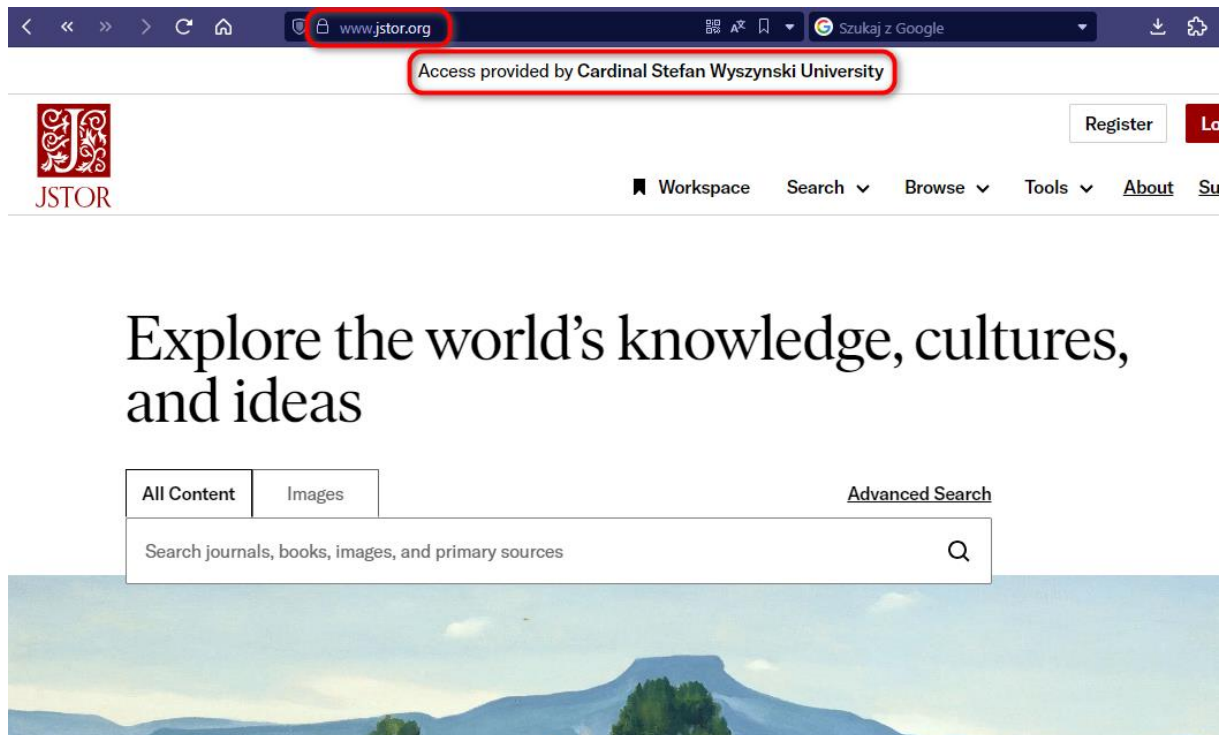 www.jstor.org
Szukaj z Google
Access provided by Cardinal Stefan Wyszynski University
Register
JSTOR
Workspace Search Browse Tools About
Explore the world's knowledge, cultures,
and ideas
All Content Images Advanced Search
Search journals, books, images, and primary sources